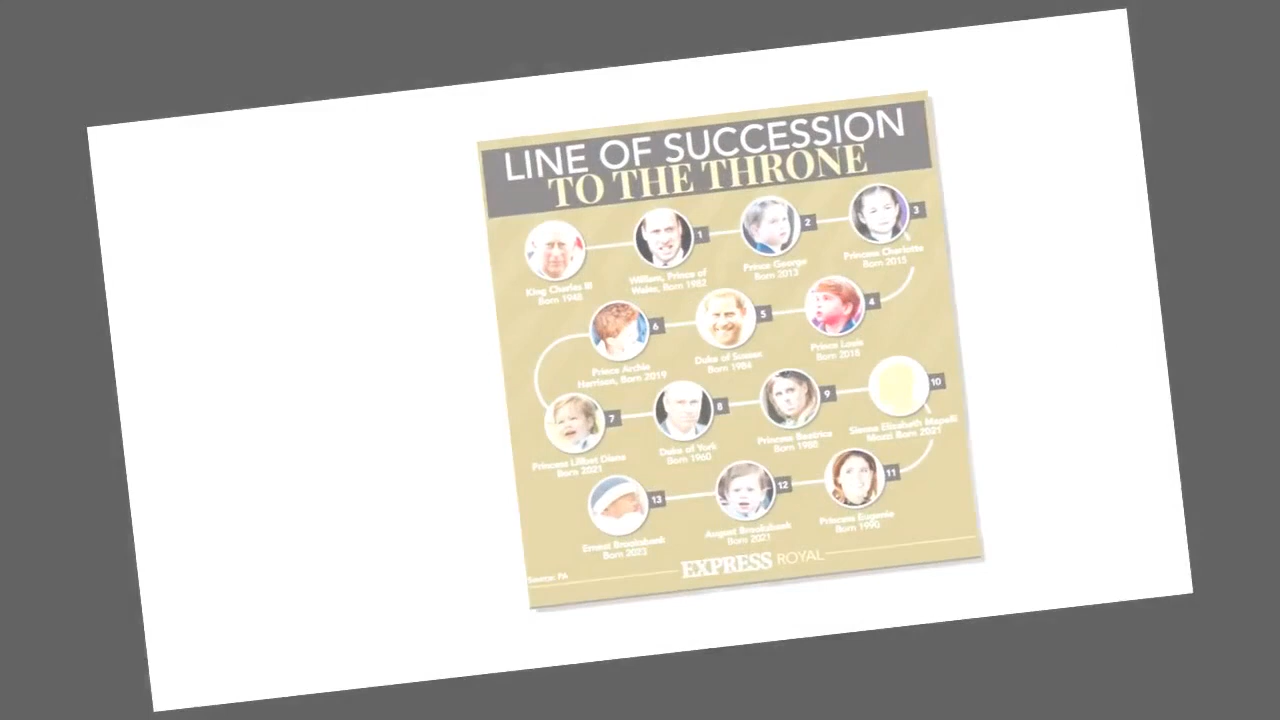 LINE OF SUCCESSION
TO THE THRONE
King Charles III
Born 1948
1
William, Prince of
Wales, Born 1982
2
Prince George
Born 2013
3
Princess Charlotte
Born 2015
4
Prince Louis
Born 2018
5
Duke of Sussex
Born 1984
6
Prince Archie
Harrison, Born 2019
7
Princess Lilibet Diana
Born 2021
8
Duke of York
Born 1960
9
Princess Beatrice
Born 1988
10
Sienna Elizabeth Mapelli
Mozzi Born 2021
11
Princess Eugenie
Born 1990
12
August Brooksbank
Born 2021
13
Ernest Brooksbank
Born 2023
Source: PA
EXPRESS ROYAL